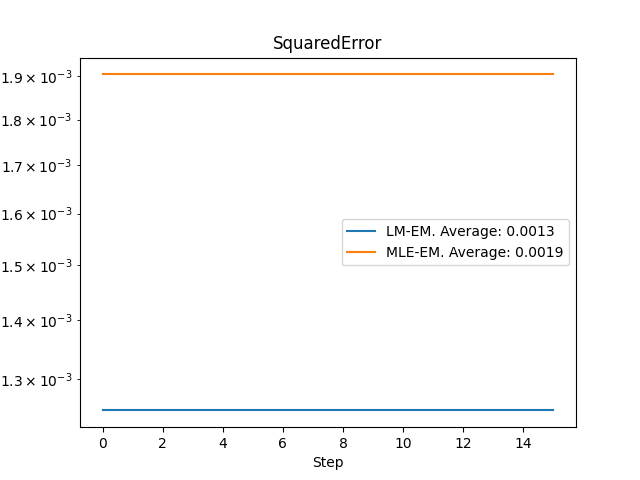 SquaredError
1.9 × 10⁻³
1.8 × 10⁻³
1.7 × 10⁻³
1.6 × 10⁻³
1.5 × 10⁻³
1.4 × 10⁻³
1.3 × 10⁻³
LM-EM. Average: 0.0013
MLE-EM. Average: 0.0019
0 2 4 6 8 10 12 14
Step